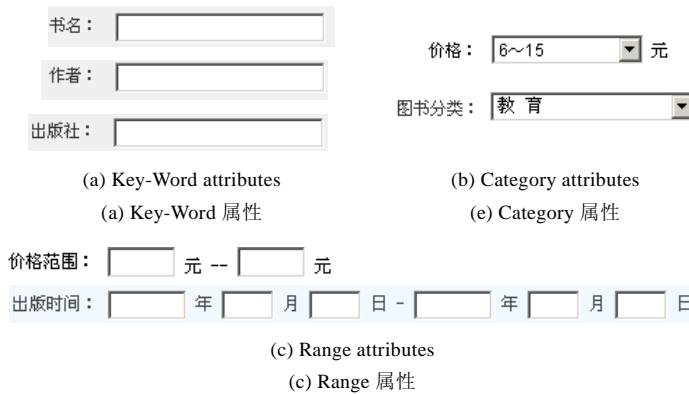 书名：
作者：
出版社：
(a) Key-Word attributes
(a) Key-Word 属性
价格： 6～15 元
图书分类： 教 育
(b) Category attributes
(e) Category 属性
价格范围： 元 -- 元
出版时间： 年 月 日 - 年 月 日
(c) Range attributes
(c) Range 属性